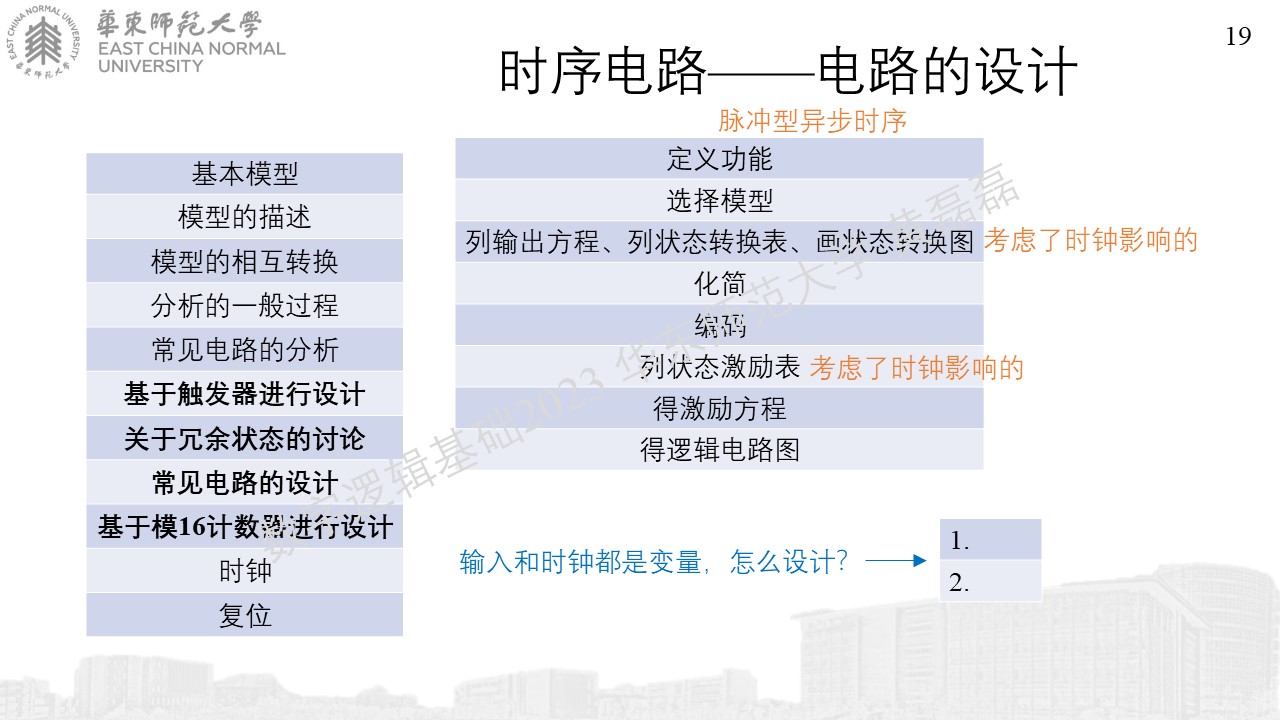 華東師範大學
EAST CHINA NORMAL
UNIVERSITY
19
时序电路——电路的设计
脉冲型异步时序
基本模型
模型的描述
模型的相互转换
分析的一般过程
常见电路的分析
基于触发器进行设计
关于冗余状态的讨论
常见电路的设计
基于模16计数器进行设计
时钟
复位
定义功能
选择模型
列输出方程、列状态转换表、画状态转换图 考虑了时钟影响的
化简
编码
列状态激励表 考虑了时钟影响的
得激励方程
得逻辑电路图
输入和时钟都是变量，怎么设计？
1.
2.
数字逻辑基础2023 华东师范大学 黄磊磊